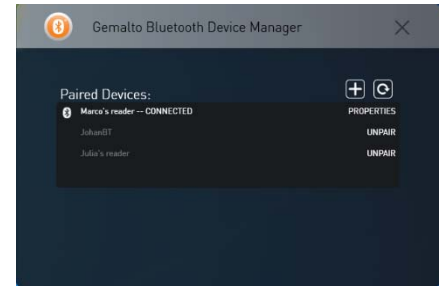 Gemalto Bluetooth Device Manager
Paired Devices:
Marco's reader -- CONNECTED PROPERTIES
JohanBT UNPAIR
Julia's reader UNPAIR